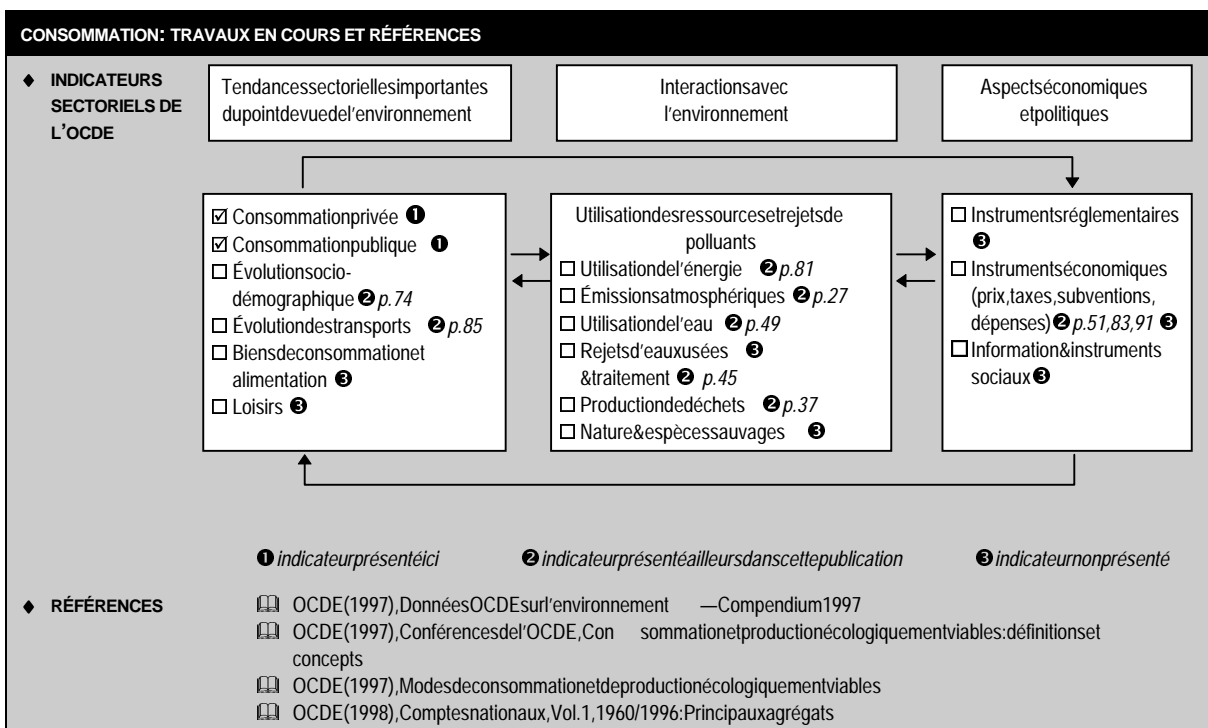 CONSOMMATION: TRAVAUX EN COURS ET RÉFÉRENCES
♦ INDICATEURS
SECTORIELS DE
L'OCDE
Tendancessectoriellesimportantes
dupointdevuedel'environnement
Interactionsavec
l'environnement
Aspectséconomiques
etpolitiques
☑ Consommationprivée ❶
☑ Consommationpublique ❶
☐ Évolutionsocio-
démographique ❷ p.74
☐ Évolutiondestransports ❷ p.85
☐ Biensdeconsommationet
alimentation ❸
☐ Loisirs ❸
Utilisationdesressourcesetrejetsde
polluants
☐ Utilisationdel'énergie ❷ p.81
☐ Émissionsatmosphériques ❷ p.27
☐ Utilisationdel'eau ❷ p.49
☐ Rejetsd'eauxusées ❸
&traitement ❷ p.45
☐ Productiondedéchets ❷ p.37
☐ Nature&espècessauvages ❸
☐ Instrumentsréglementaires
❸
☐ Instrumentséconomiques
(prix,taxes,subventions,
dépenses) ❷ p.51,83,91 ❸
☐ Information&instruments
sociaux ❸
❶ indicateurprésentéici
❷ indicateurprésentéailleursdanscettepublication
❸ indicateurnonprésenté
♦ RÉFÉRENCES
OCDE(1997),DonnéesOCDEsurl'environnement —Compendium1997
OCDE(1997),Conférencesdel'OCDE,Con sommationetproductionécologiquementviables:définitionset
concepts
OCDE(1997),Modesdeconsommationetdeproductionécologiquementviables
OCDE(1998),Comptesnationaux,Vol.1,1960/1996:Principauxagrégats